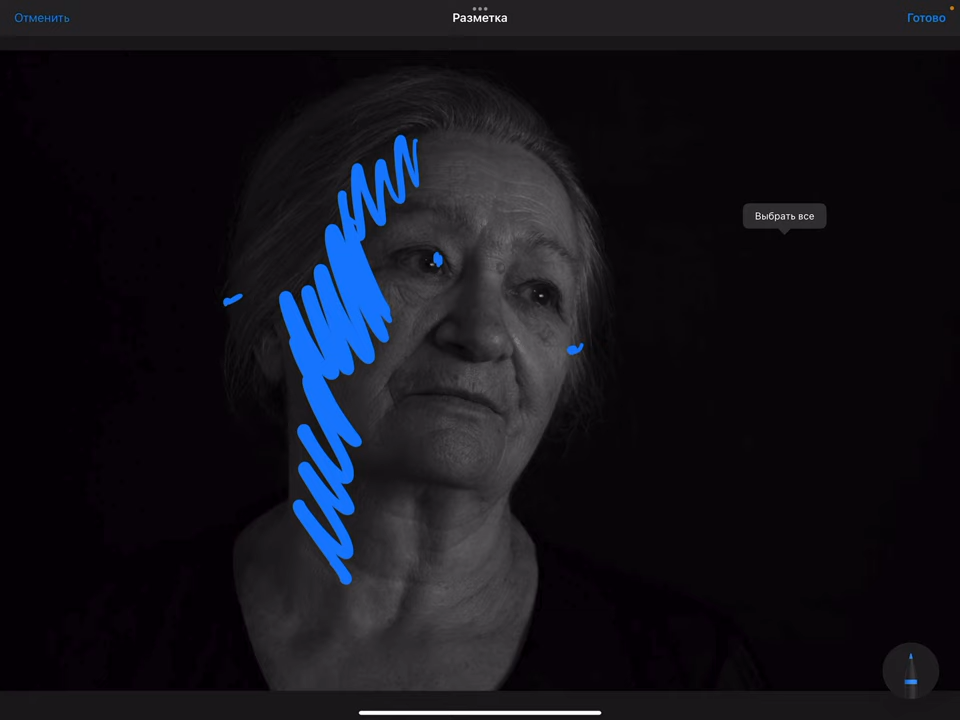 Отменить
Разметка
Готово
Выбрать все